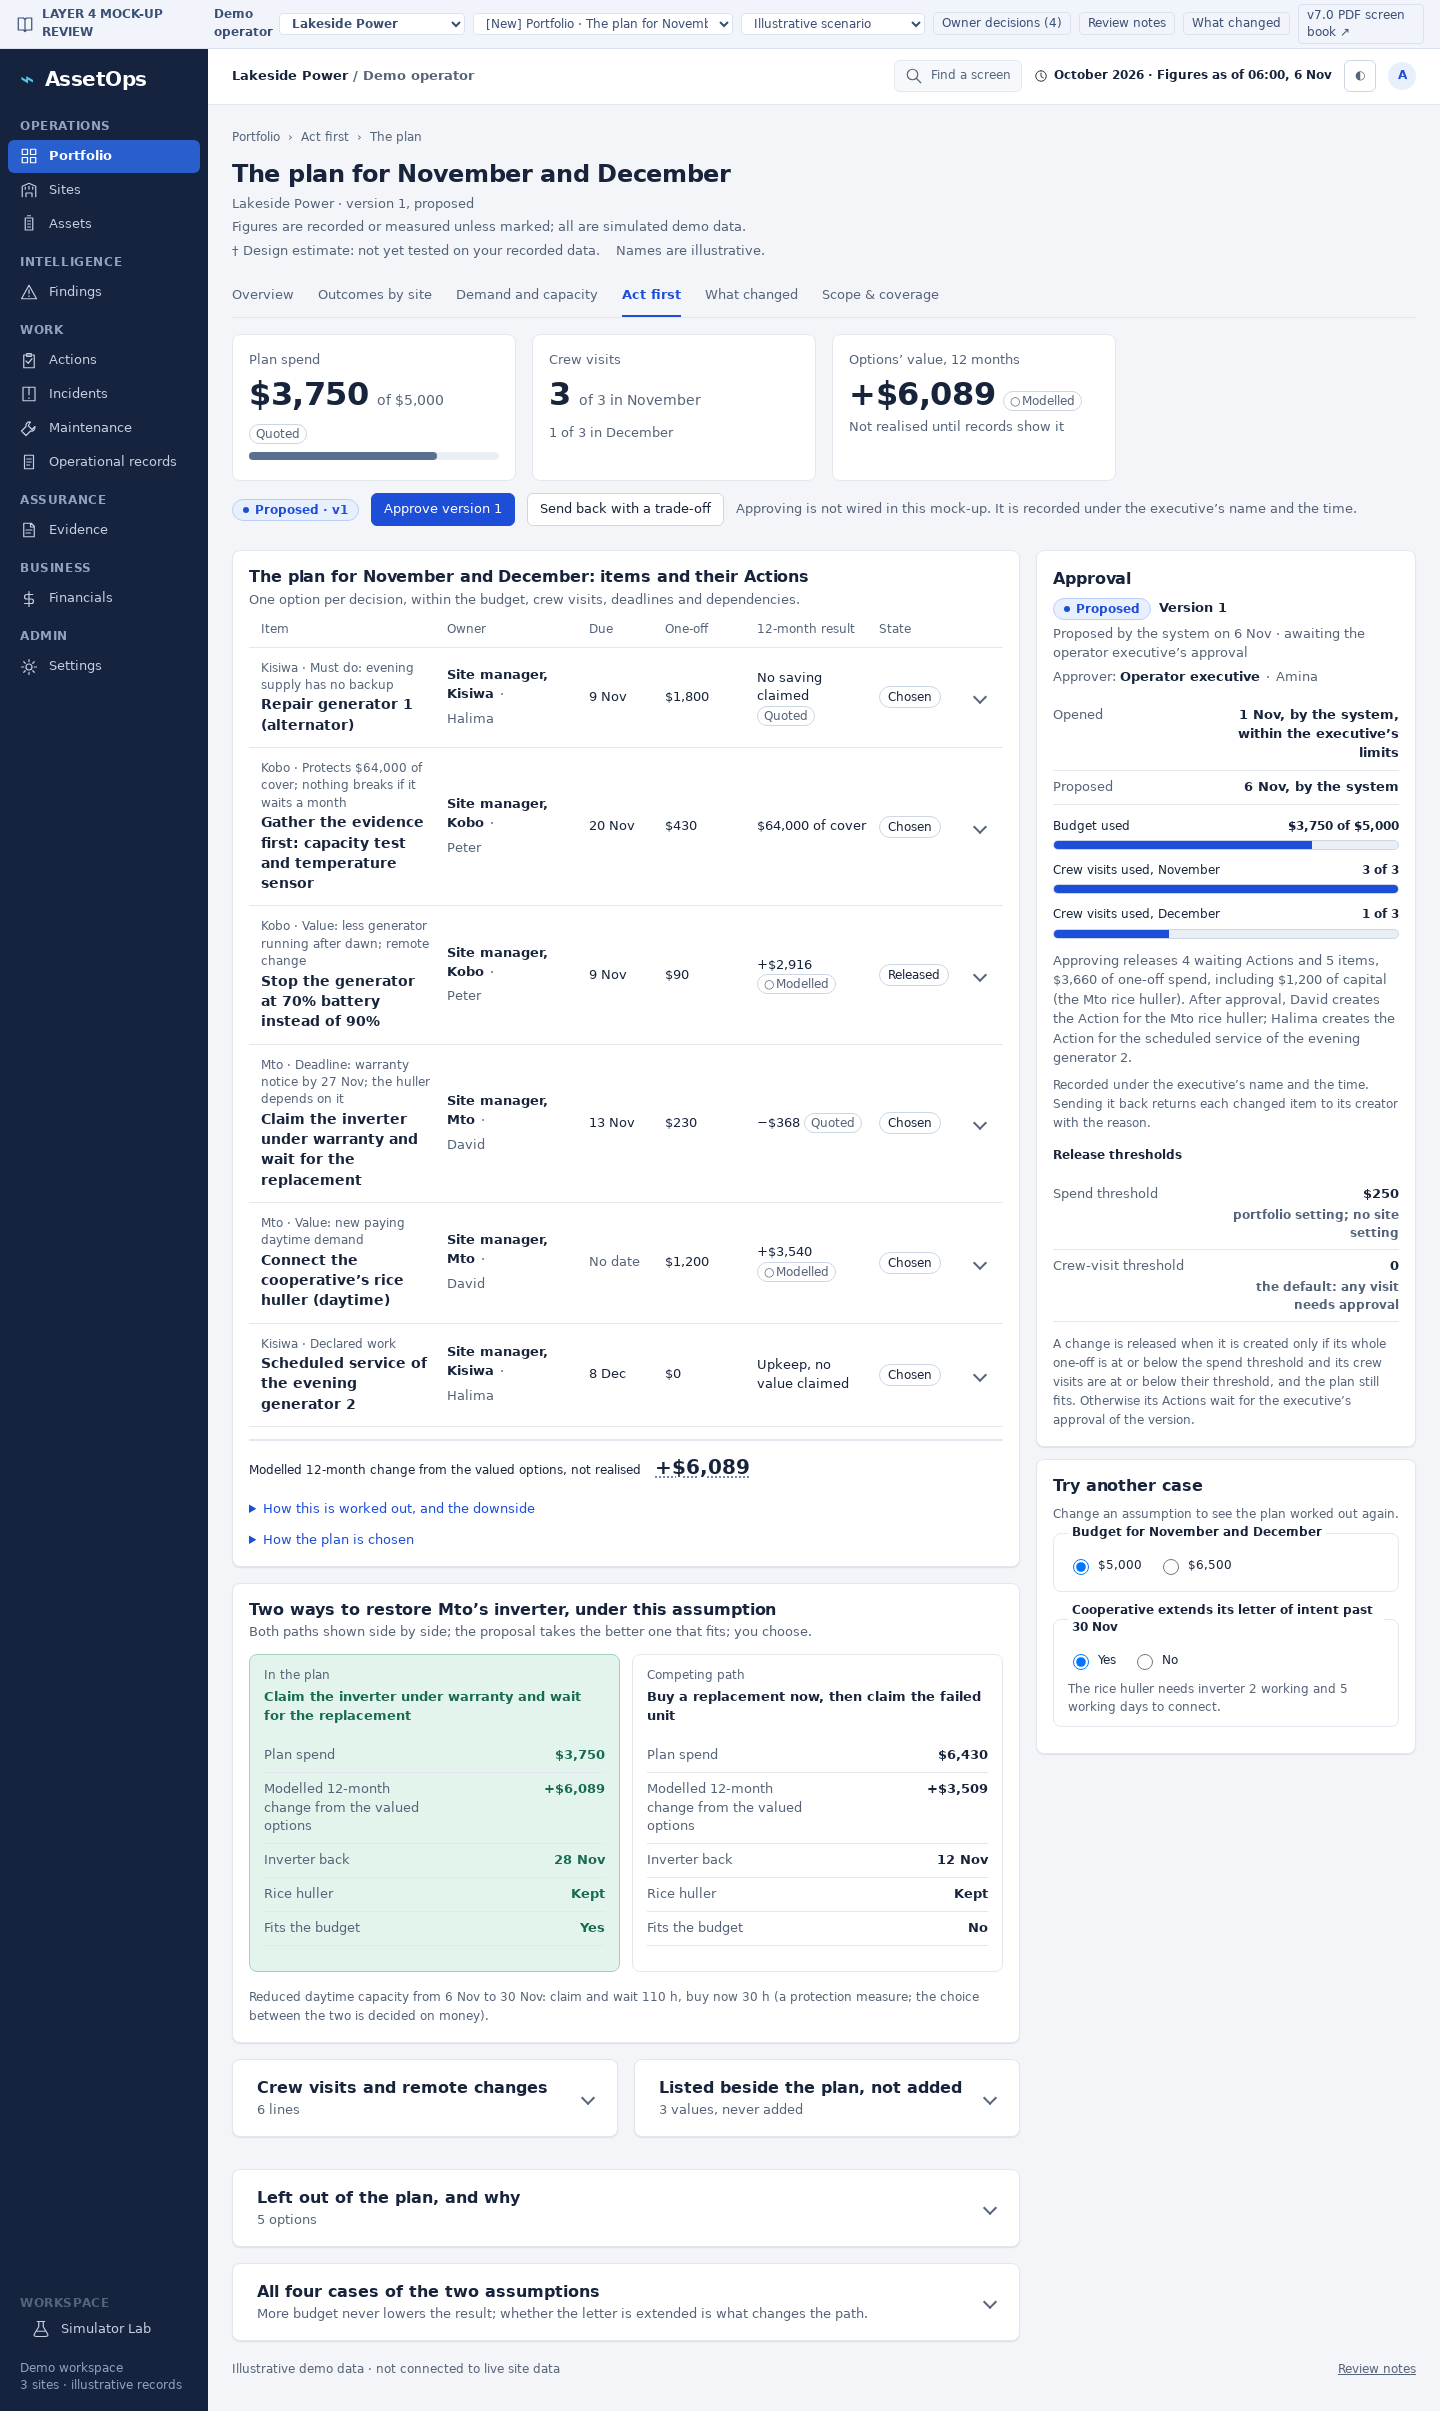 LAYER 4 MOCK-UP
REVIEW
Demo
operator
Lakeside Power
[New] Portfolio · The plan for Novemb
Illustrative scenario
Owner decisions (4)
Review notes
What changed
v7.0 PDF screen
book ↗
AssetOps
OPERATIONS
Portfolio
Sites
Assets
INTELLIGENCE
Findings
WORK
Actions
Incidents
Maintenance
Operational records
ASSURANCE
Evidence
BUSINESS
Financials
ADMIN
Settings
WORKSPACE
Simulator Lab
Demo workspace
3 sites · illustrative records
Lakeside Power / Demo operator
Find a screen
October 2026 · Figures as of 06:00, 6 Nov
A
Portfolio › Act first › The plan
The plan for November and December
Lakeside Power · version 1, proposed
Figures are recorded or measured unless marked; all are simulated demo data.
† Design estimate: not yet tested on your recorded data. Names are illustrative.
Overview
Outcomes by site
Demand and capacity
Act first
What changed
Scope & coverage
Plan spend
$3,750 of $5,000
Quoted
Crew visits
3 of 3 in November
1 of 3 in December
Options’ value, 12 months
+$6,089 Modelled
Not realised until records show it
Proposed · v1
Approve version 1
Send back with a trade-off
Approving is not wired in this mock-up. It is recorded under the executive’s name and the time.
The plan for November and December: items and their Actions
One option per decision, within the budget, crew visits, deadlines and dependencies.
Item
Owner
Due
One-off
12-month result
State
Kisiwa · Must do: evening
supply has no backup
Repair generator 1
(alternator)
Site manager,
Kisiwa ·
Halima
9 Nov
$1,800
No saving
claimed
Quoted
Chosen
Kobo · Protects $64,000 of
cover; nothing breaks if it
waits a month
Gather the evidence
first: capacity test
and temperature
sensor
Site manager,
Kobo ·
Peter
20 Nov
$430
$64,000 of cover
Chosen
Kobo · Value: less generator
running after dawn; remote
change
Stop the generator
at 70% battery
instead of 90%
Site manager,
Kobo ·
Peter
9 Nov
$90
+$2,916
Modelled
Released
Mto · Deadline: warranty
notice by 27 Nov; the huller
depends on it
Claim the inverter
under warranty and
wait for the
replacement
Site manager,
Mto ·
David
13 Nov
$230
−$368 Quoted
Chosen
Mto · Value: new paying
daytime demand
Connect the
cooperative’s rice
huller (daytime)
Site manager,
Mto ·
David
No date
$1,200
+$3,540
Modelled
Chosen
Kisiwa · Declared work
Scheduled service of
the evening
generator 2
Site manager,
Kisiwa ·
Halima
8 Dec
$0
Upkeep, no
value claimed
Chosen
Modelled 12-month change from the valued options, not realised +$6,089
How this is worked out, and the downside
How the plan is chosen
Two ways to restore Mto’s inverter, under this assumption
Both paths shown side by side; the proposal takes the better one that fits; you choose.
In the plan
Claim the inverter under warranty and wait
for the replacement
Plan spend $3,750
Modelled 12-month
change from the valued
options
+$6,089
Inverter back 28 Nov
Rice huller Kept
Fits the budget Yes
Competing path
Buy a replacement now, then claim the failed
unit
Plan spend $6,430
Modelled 12-month
change from the valued
options
+$3,509
Inverter back 12 Nov
Rice huller Kept
Fits the budget No
Reduced daytime capacity from 6 Nov to 30 Nov: claim and wait 110 h, buy now 30 h (a protection measure; the choice
between the two is decided on money).
Crew visits and remote changes
6 lines
Listed beside the plan, not added
3 values, never added
Left out of the plan, and why
5 options
All four cases of the two assumptions
More budget never lowers the result; whether the letter is extended is what changes the path.
Approval
Proposed Version 1
Proposed by the system on 6 Nov · awaiting the
operator executive’s approval
Approver: Operator executive · Amina
Opened
1 Nov, by the system,
within the executive’s
limits
Proposed 6 Nov, by the system
Budget used $3,750 of $5,000
Crew visits used, November 3 of 3
Crew visits used, December 1 of 3
Approving releases 4 waiting Actions and 5 items,
$3,660 of one-off spend, including $1,200 of capital
(the Mto rice huller). After approval, David creates
the Action for the Mto rice huller; Halima creates the
Action for the scheduled service of the evening
generator 2.
Recorded under the executive’s name and the time.
Sending it back returns each changed item to its creator
with the reason.
Release thresholds
Spend threshold $250
portfolio setting; no site
setting
Crew-visit threshold 0
the default: any visit
needs approval
A change is released when it is created only if its whole
one-off is at or below the spend threshold and its crew
visits are at or below their threshold, and the plan still
fits. Otherwise its Actions wait for the executive’s
approval of the version.
Try another case
Change an assumption to see the plan worked out again.
Budget for November and December
$5,000
$6,500
Cooperative extends its letter of intent past
30 Nov
Yes
No
The rice huller needs inverter 2 working and 5
working days to connect.
Illustrative demo data · not connected to live site data
Review notes